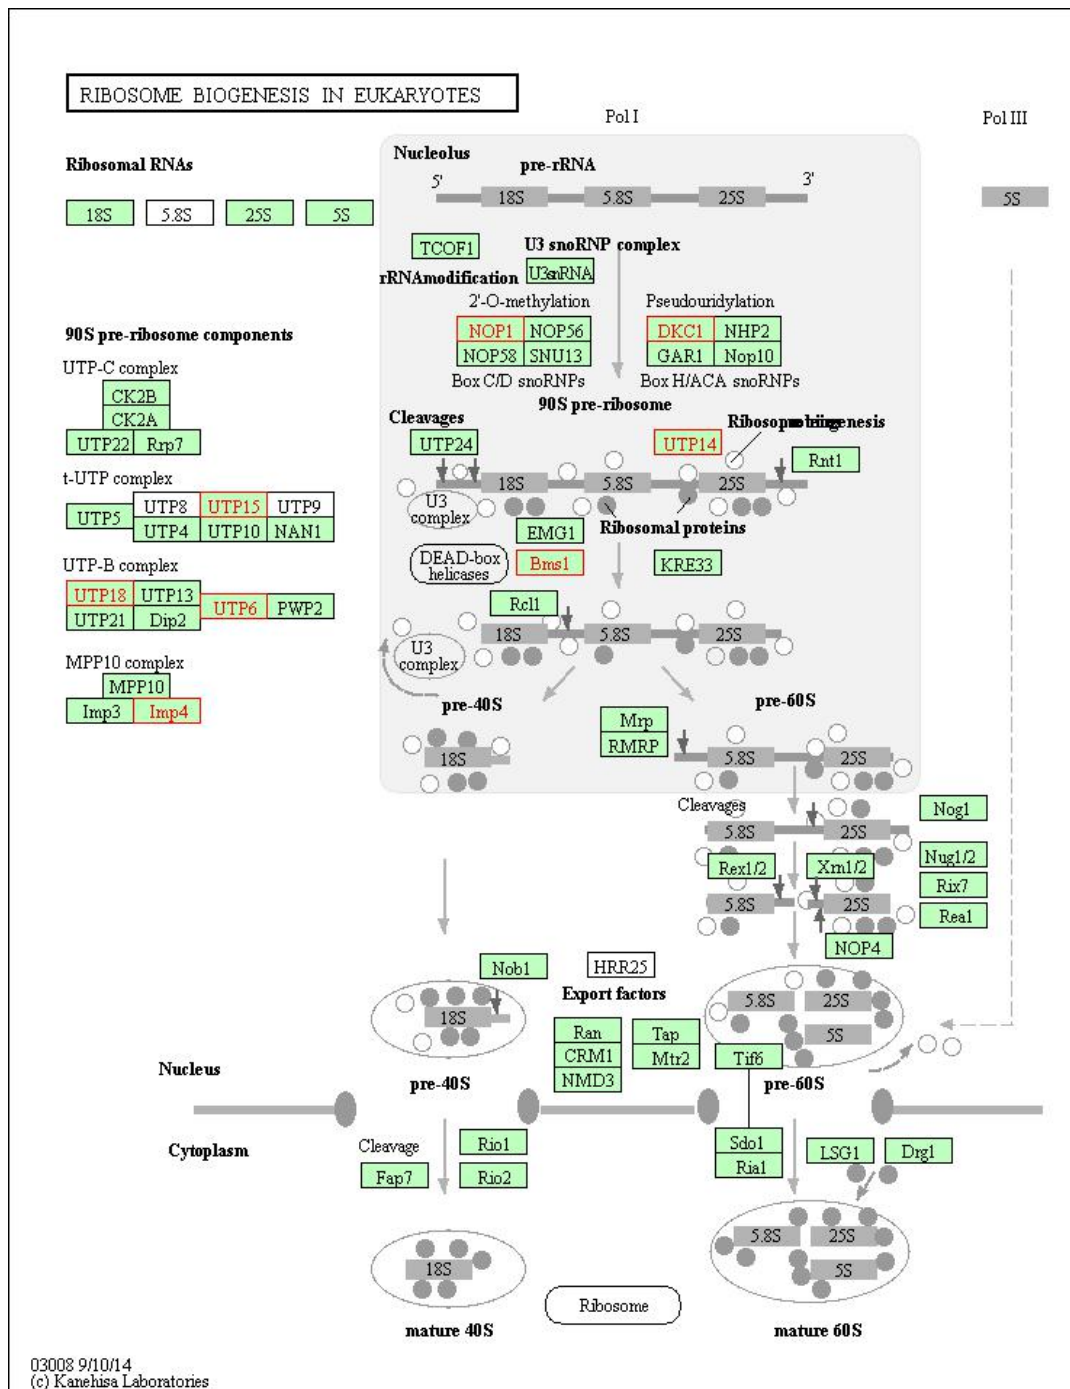 RIBOSOME BIOGENESIS IN EUKARYOTES
Pol I
Pol III
Ribosomal RNAs
18S 5.8S 25S 5S
Nucleolus
pre-rRNA
5' 3'
18S 5.8S 25S
5S
TCOF1
U3 snoRNP complex
U3snRNA
rRNAmodification
2'-O-methylation
NOP1 NOP56
NOP58 SNU13
Box C/D snoRNPs
Pseudouridylation
DKC1 NHP2
GAR1 Nop10
Box H/ACA snoRNPs
90S pre-ribosome components
UTP-C complex
CK2B
CK2A
UTP22 Rrp7
t-UTP complex
UTP5
UTP8 UTP15 UTP9
UTP4 UTP10 NAN1
UTP-B complex
UTP18 UTP13
UTP21 Dip2
UTP6 PWP2
MPP10 complex
MPP10
Imp3 Imp4
90S pre-ribosome
Cleavages
UTP24
UTP14
Rnt1
18S 5.8S 25S
U3
complex
Ribosomal proteins
EMG1
DEAD-box
helicases
Bms1
KRE33
Rcl1
18S 5.8S 25S
U3
complex
pre-40S
pre-60S
18S
Mrp
RMRP
5.8S 25S
Cleavages
Nog1
5.8S 25S
Rex1/2 Xrn1/2
Nug1/2
Rix7
Rea1
5.8S 25S
NOP4
Nob1
HRR25
Export factors
18S
Ran
CRM1
NMD3
Tap
Mtr2
5.8S 25S
5S
Tif6
Nucleus
pre-40S
pre-60S
Cytoplasm
Cleavage
Fap7
Rio1
Rio2
Sdo1
Ria1
LSG1
Drg1
18S
5.8S 25S
5S
Ribosome
mature 40S
mature 60S
03008 9/10/14
(c) Kanehisa Laboratories